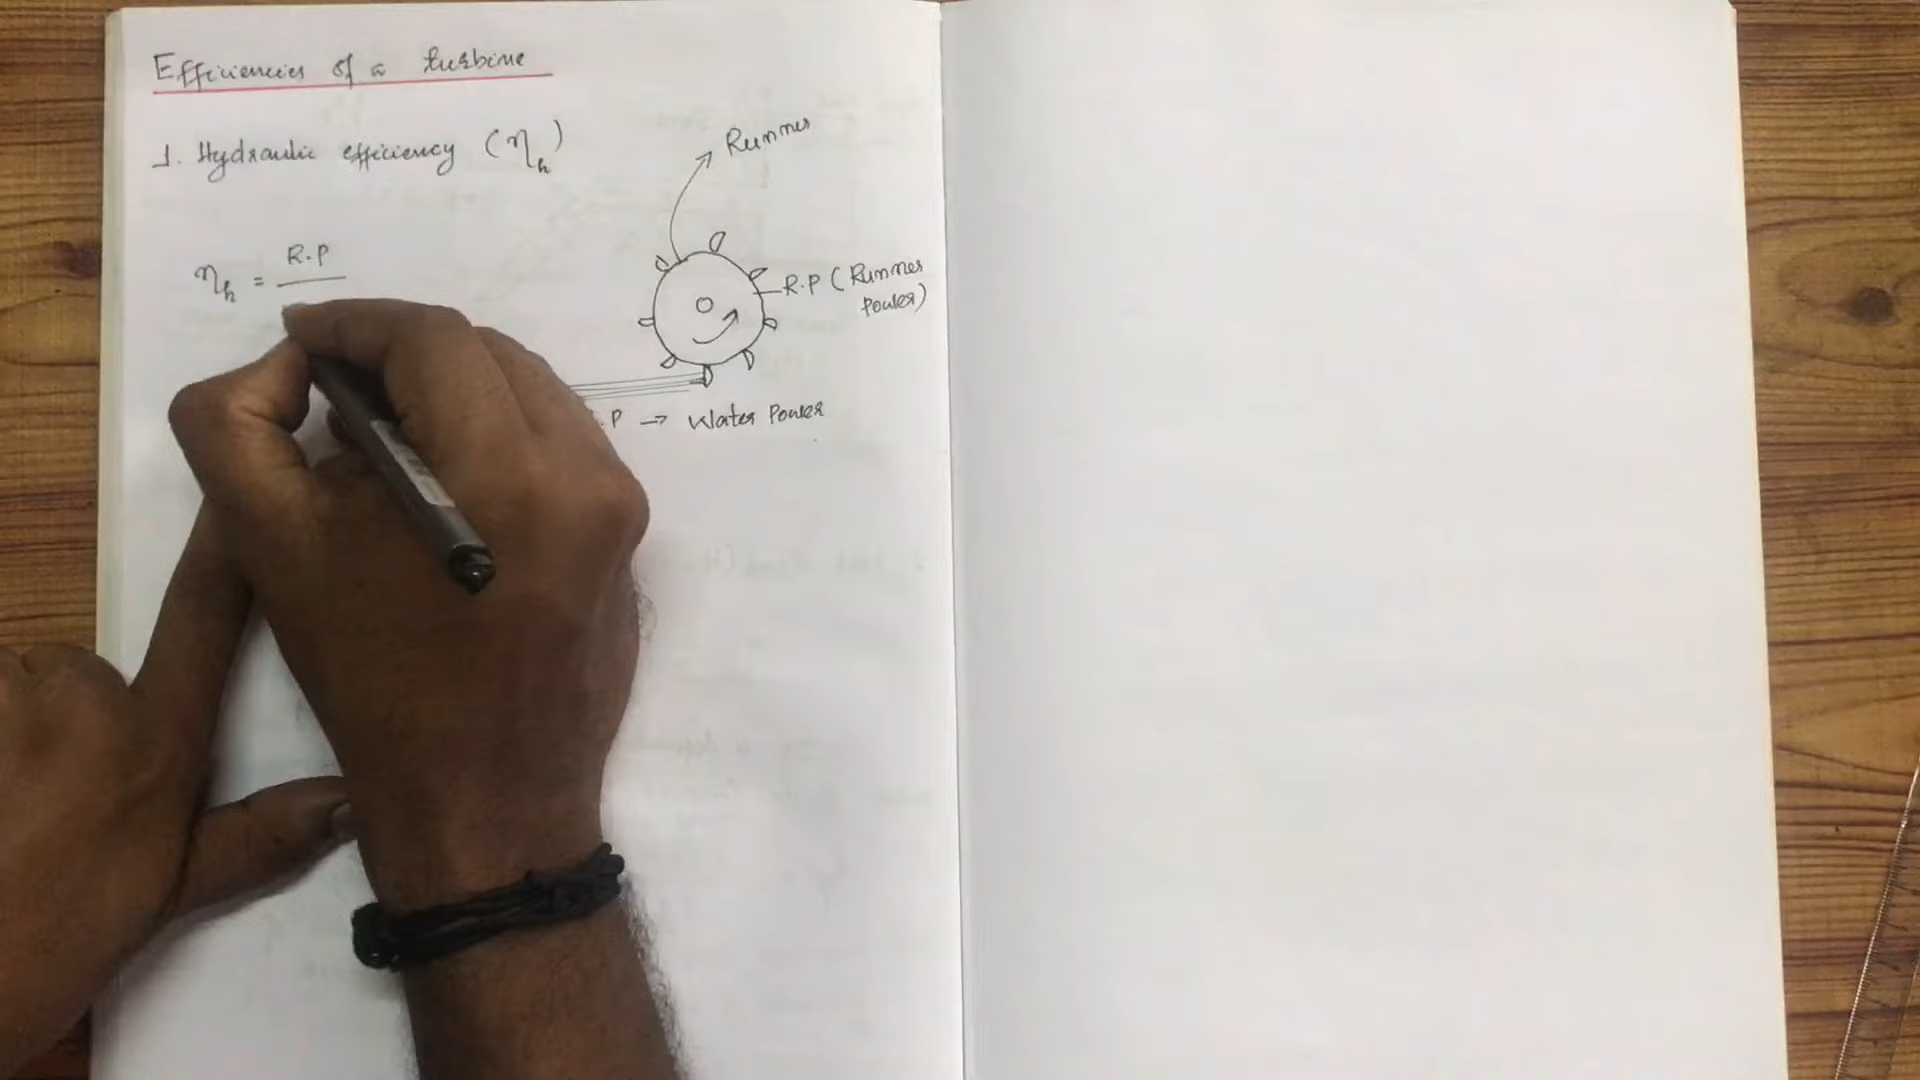 Efficiencies of a turbine
1. Hydraulic efficiency (ηh)
Runner
ηh = R.P
R.P (Runner
Power)
.P → Water Power